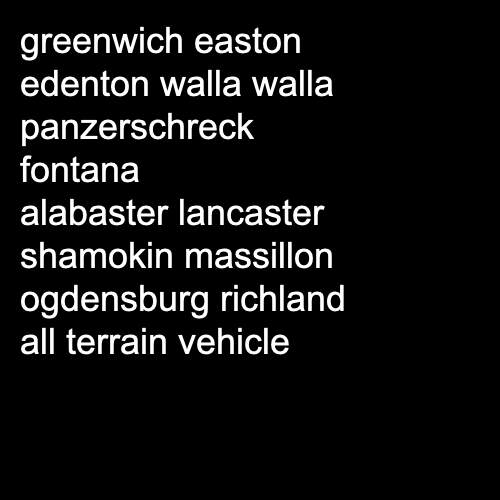 greenwich easton
edenton walla walla
panzerschreck
fontana
alabaster lancaster
shamokin massillon
ogdensburg richland
all terrain vehicle